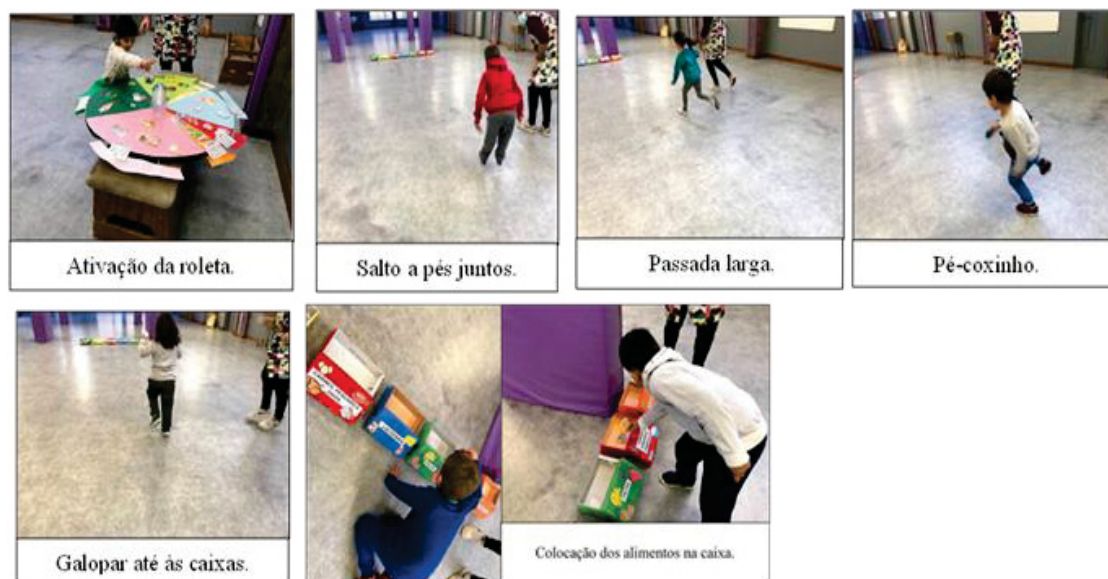 Ativação da roleta.
Salto a pés juntos.
Passada larga.
Pé-coxinho.
Galopar até às caixas.
Colocação dos alimentos na caixa.